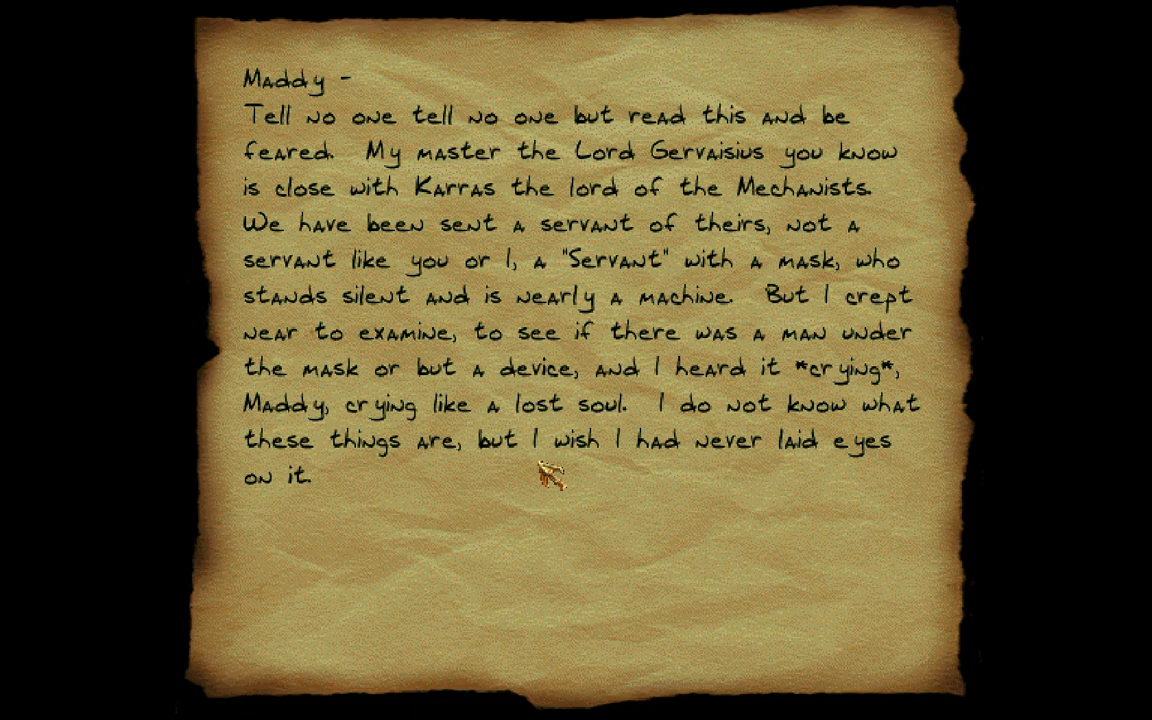 Maddy -
Tell no one tell no one but read this and be
feared. My master the Lord Gervaisius you know
is close with Karras the lord of the Mechanists.
We have been sent a servant of theirs, not a
servant like you or I, a "Servant" with a mask, who
stands silent and is nearly a machine. But I crept
near to examine, to see if there was a man under
the mask or but a device, and I heard it *crying*,
Maddy, crying like a lost soul. I do not know what
these things are, but I wish I had never laid eyes
on it.